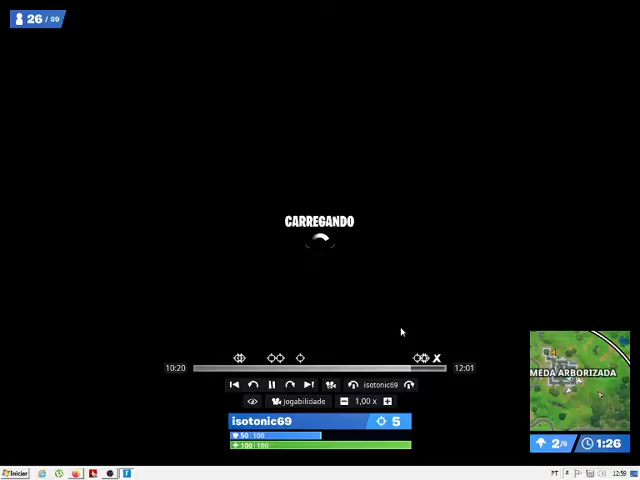 26 / 99
CARREGANDO
10:20
12:01
isotonic69
Jogabilidade
1,00 x
isotonic69
5
50 | 100
100 | 100
MEDA ARBORIZADA
2/6
1:26
Iniciar
PT
12:59